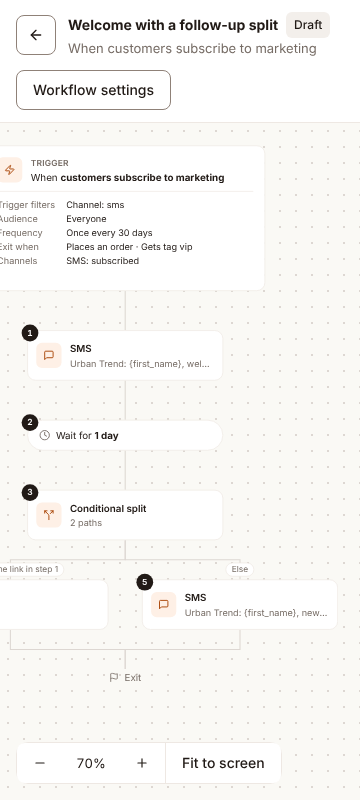 Welcome with a follow-up split
Draft
When customers subscribe to marketing
Workflow settings
TRIGGER
When customers subscribe to marketing
Trigger filters Channel: sms
Audience Everyone
Frequency Once every 30 days
Exit when Places an order · Gets tag vip
Channels SMS: subscribed
1
SMS
Urban Trend: {first_name}, wel...
2
Wait for 1 day
3
Conditional split
2 paths
link in step 1
Else
5
SMS
Urban Trend: {first_name}, new...
Exit
− 70% + Fit to screen